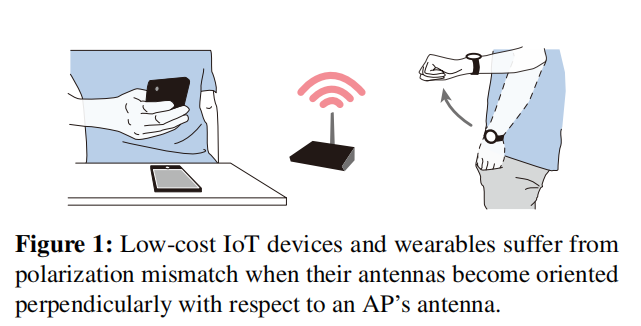 Figure 1: Low-cost IoT devices and wearables suffer from
polarization mismatch when their antennas become oriented
perpendicularly with respect to an AP's antenna.